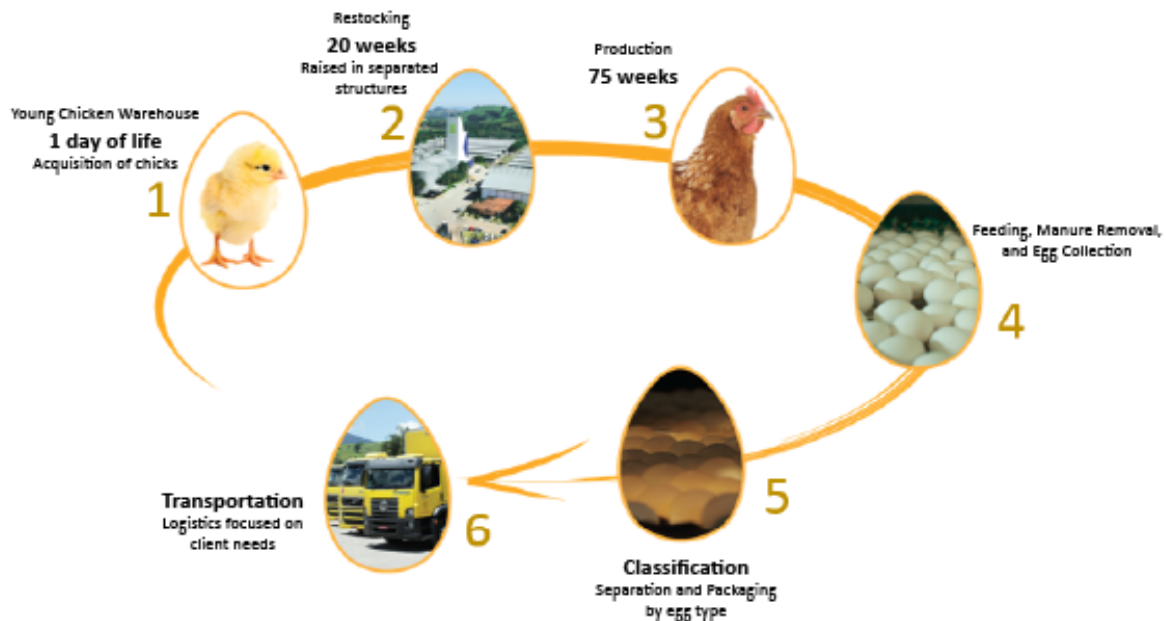 Young Chicken Warehouse
1 day of life
Acquisition of chicks
1
Restocking
20 weeks
Raised in separated
structures
2
Production
75 weeks
3
Feeding, Manure Removal,
and Egg Collection
4
5
Classification
Separation and Packaging
by egg type
Transportation
Logistics focused on
client needs
6